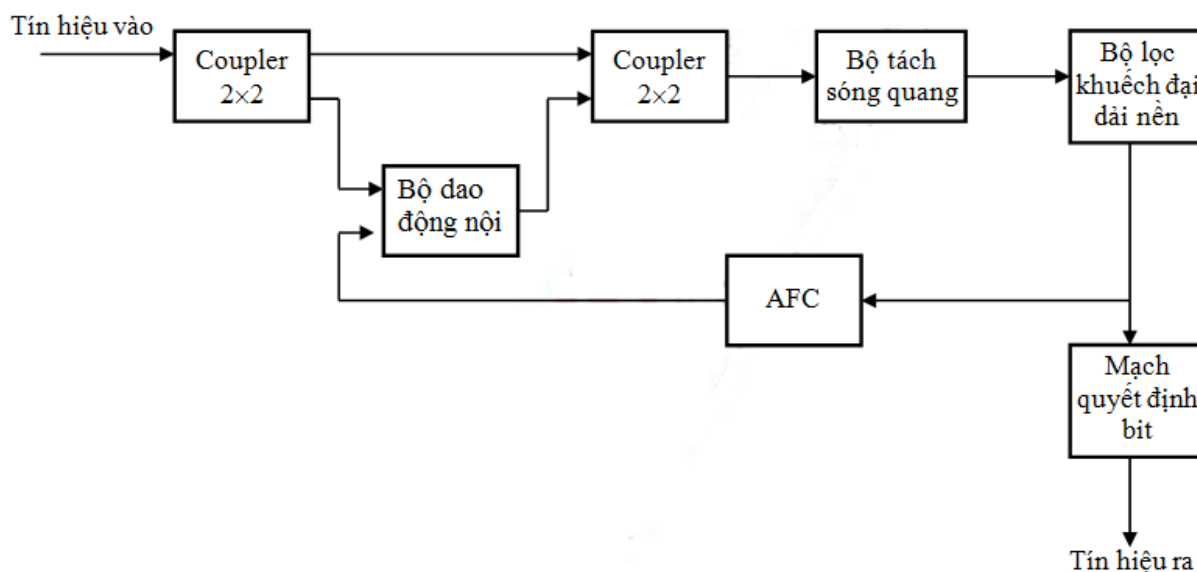 Tín hiệu vào
Coupler
2×2
Coupler
2×2
Bộ tách
sóng quang
Bộ lọc
khuếch đại
dải nền
Bộ dao
động nội
AFC
Mạch
quyết định
bit
Tín hiệu ra